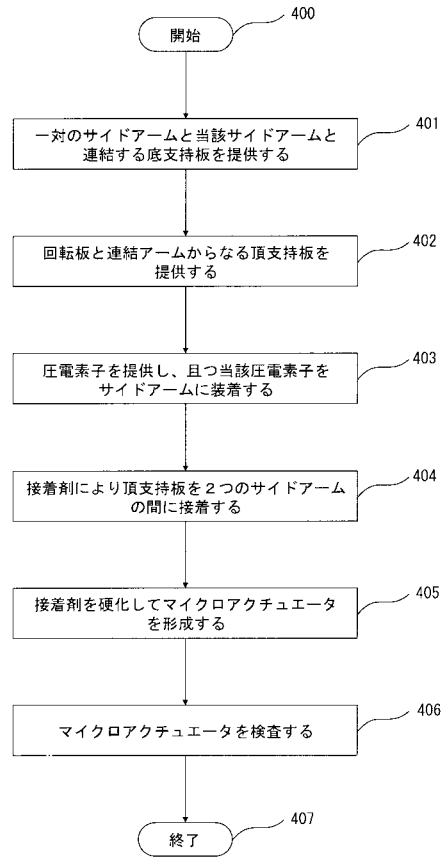 開始
400
一対のサイドアームと当該サイドアームと
連結する底支持板を提供する
401
回転板と連結アームからなる頂支持板を
提供する
402
圧電素子を提供し、且つ当該圧電素子を
サイドアームに装着する
403
接着剤により頂支持板を２つのサイドアーム
の間に接着する
404
接着剤を硬化してマイクロアクチュエータ
を形成する
405
マイクロアクチュエータを検査する
406
終了
407